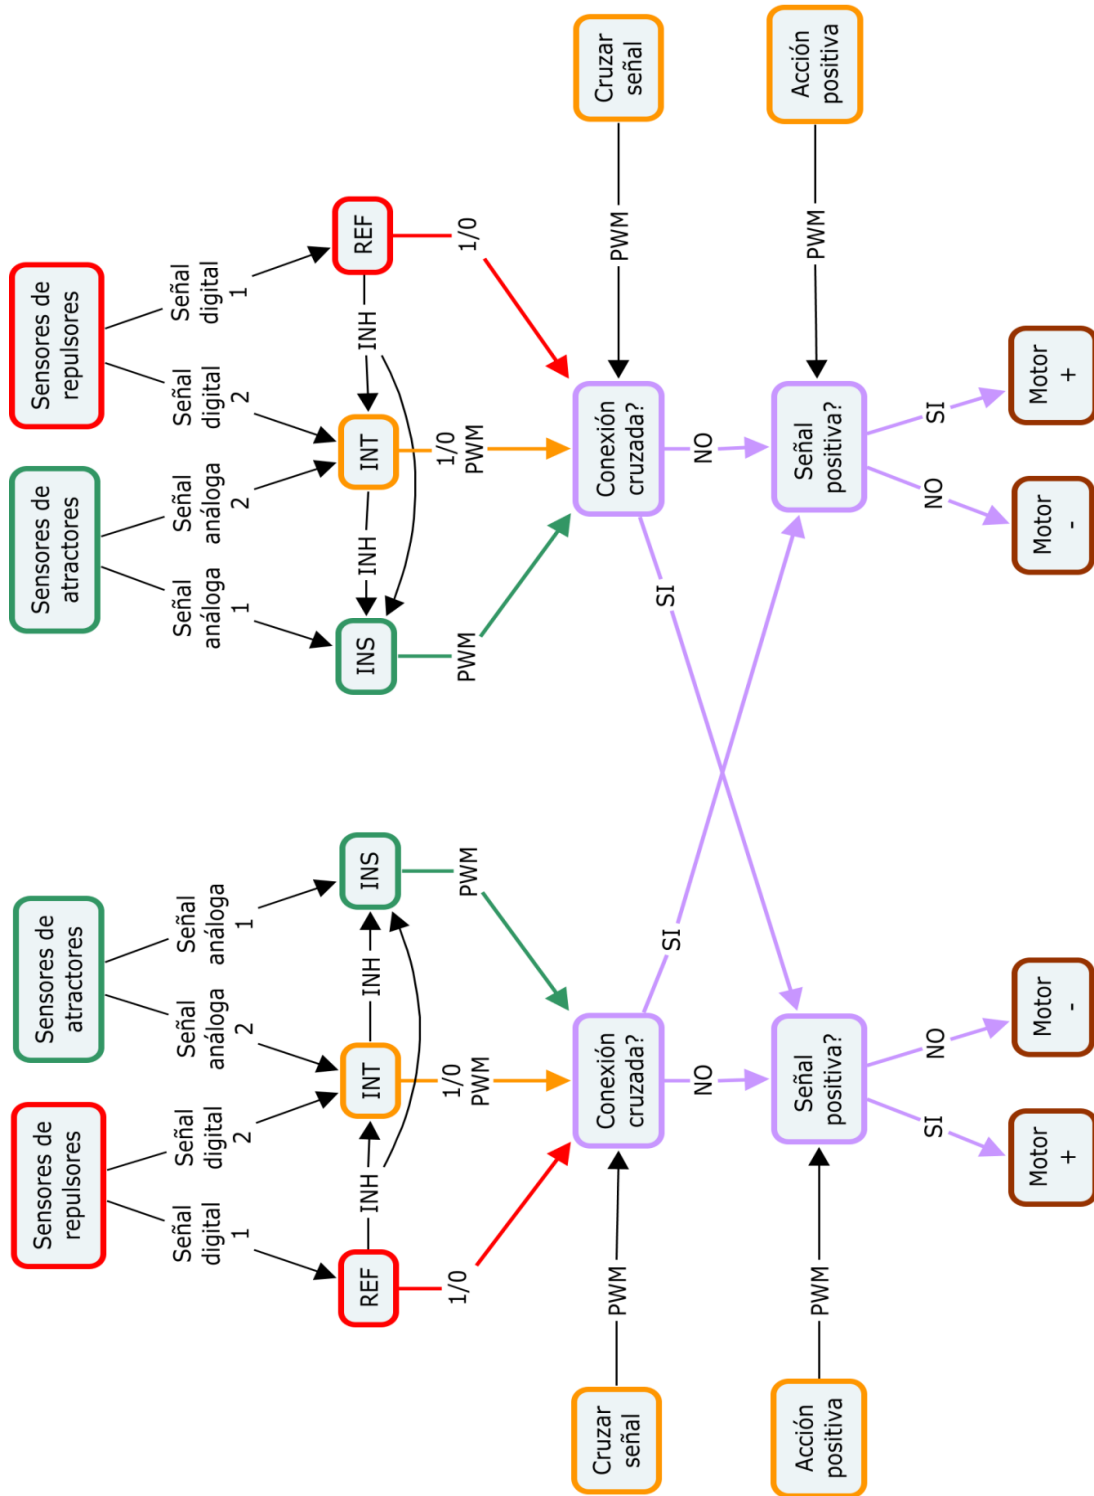 Sensores de
repulsores
Sensores de
atractores
Sensores de
atractores
Sensores de
repulsores
Señal
digital
1
Señal
digital
2
Señal
análoga
2
Señal
análoga
1
Señal
análoga
1
Señal
análoga
2
Señal
digital
2
Señal
digital
1
REF
INH
INT
INH
INS
INS
INH
INT
INH
REF
1/0
1/0
PWM
PWM
PWM
1/0
PWM
1/0
Cruzar
señal
PWM
Conexión
cruzada?
Conexión
cruzada?
PWM
Cruzar
señal
NO
SI
SI
NO
Acción
positiva
PWM
Señal
positiva?
Señal
positiva?
PWM
Acción
positiva
SI
NO
NO
SI
Motor
+
Motor
-
Motor
-
Motor
+